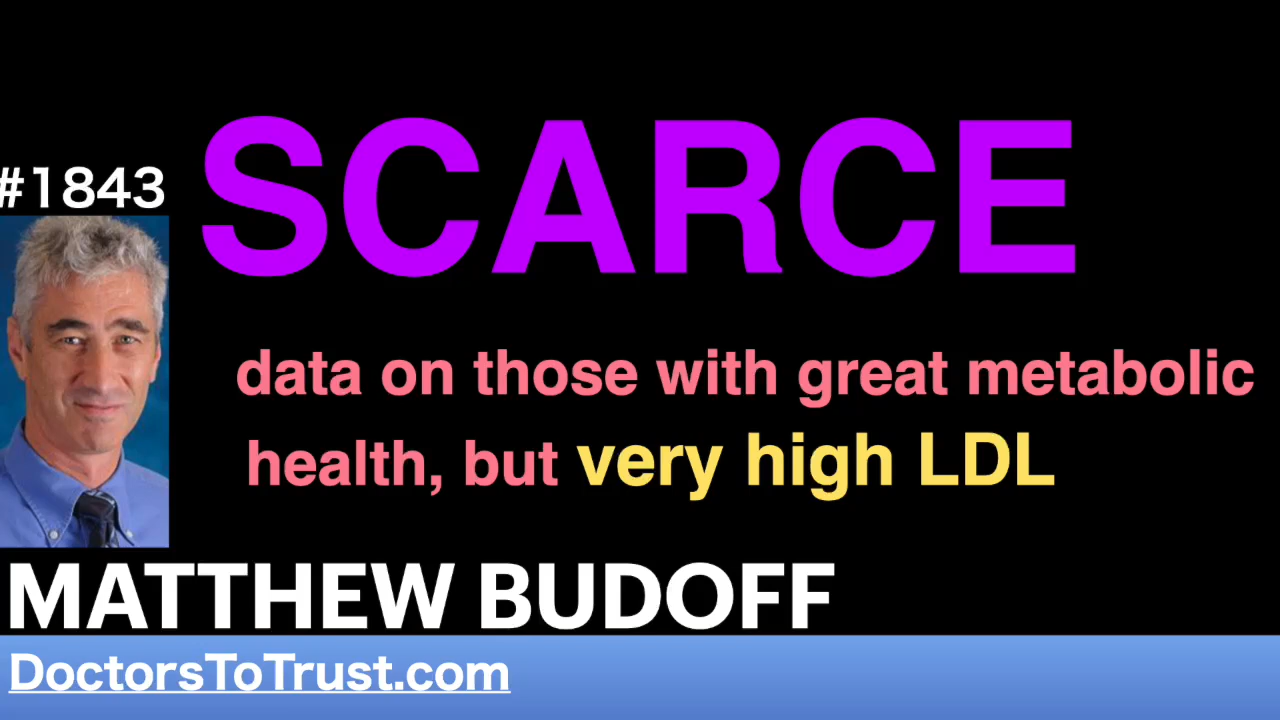 #1843
SCARCE
data on those with great metabolic
health, but very high LDL
MATTHEW BUDOFF
DoctorsToTrust.com